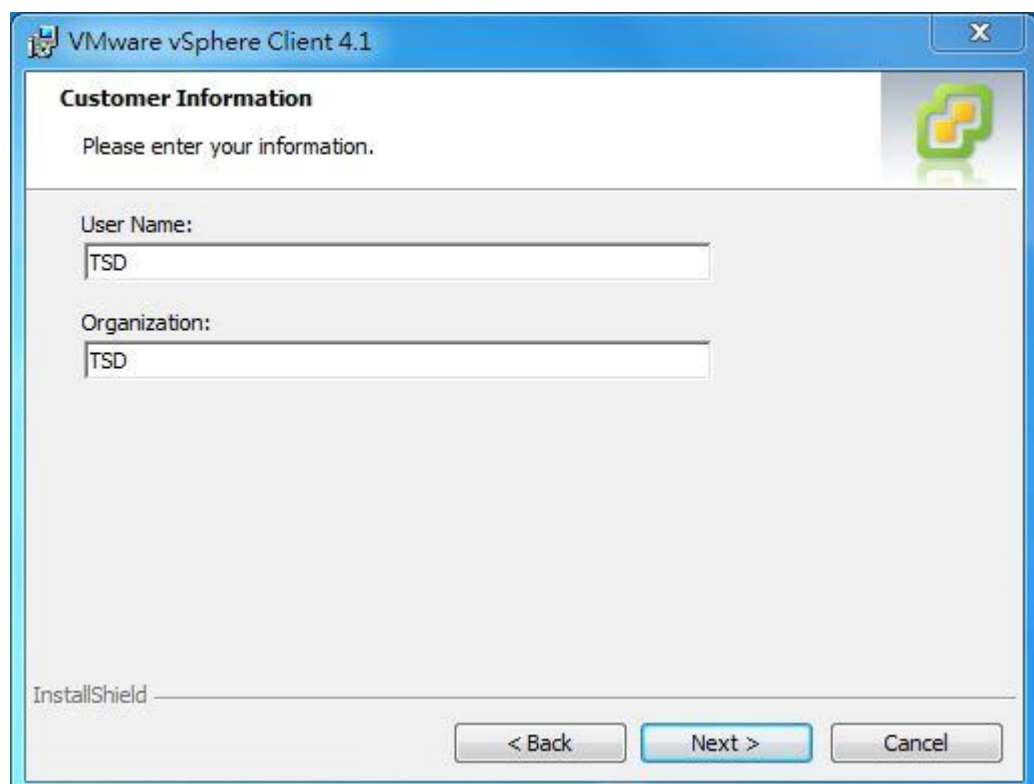 VMware vSphere Client 4.1
Customer Information
Please enter your information.
User Name:
TSD
Organization:
TSD
InstallShield
< Back
Next >
Cancel